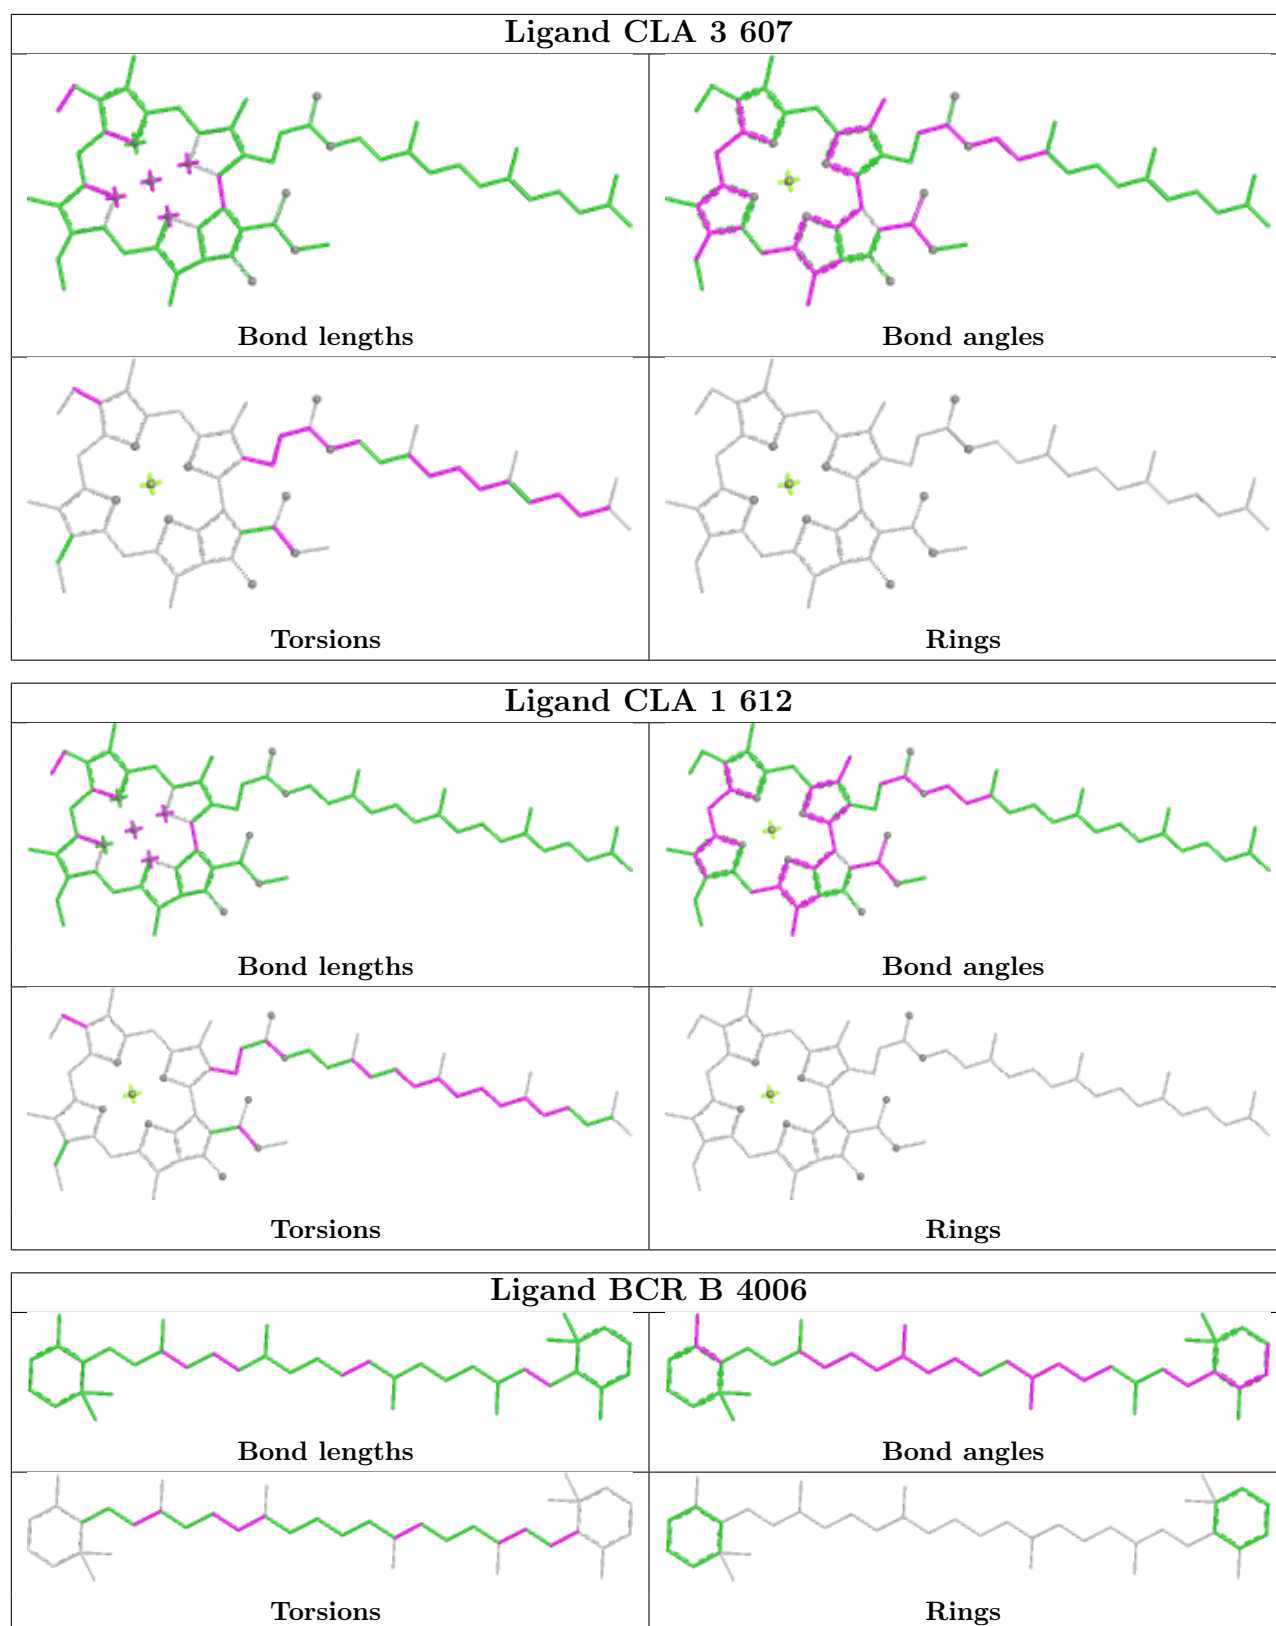 Ligand CLA 3 607
Bond lengths
Bond angles
Torsions
Rings
Ligand CLA 1 612
Bond lengths
Bond angles
Torsions
Rings
Ligand BCR B 4006
Bond lengths
Bond angles
Torsions
Rings